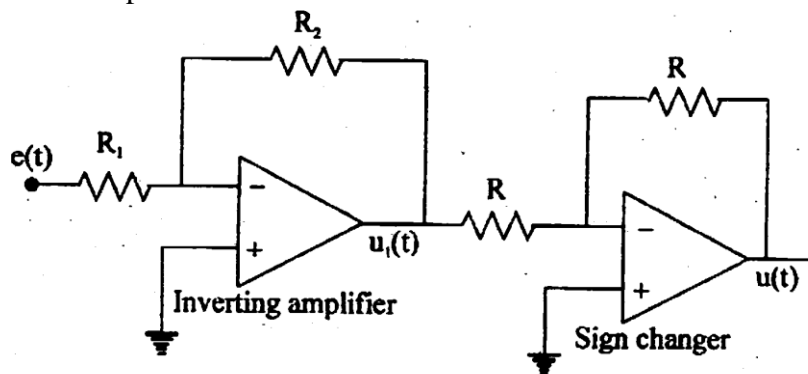 R₂
R
R₁
e(t)
−
+
u₁(t)
R
−
+
u(t)
Inverting amplifier
Sign changer